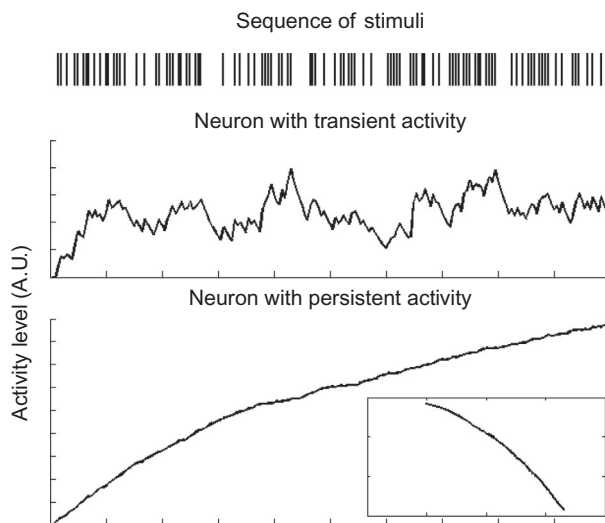 Sequence of stimuli
Neuron with transient activity
Neuron with persistent activity
Activity level (A.U.)